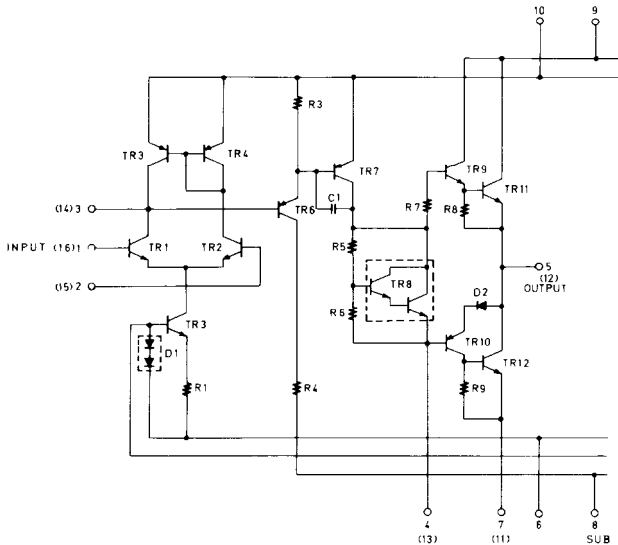 10 9
R3
TR3 TR4
TR7
TR9
TR11
C1
(14)3
TR6
R7
R8
INPUT (16)1
TR1 TR2
R5
TR8
5
(12)
OUTPUT
(15)2
D2
R6
TR3
TR10
D1
TR12
R1
R4
R9
4 7 6 8
(13) (11) SUB